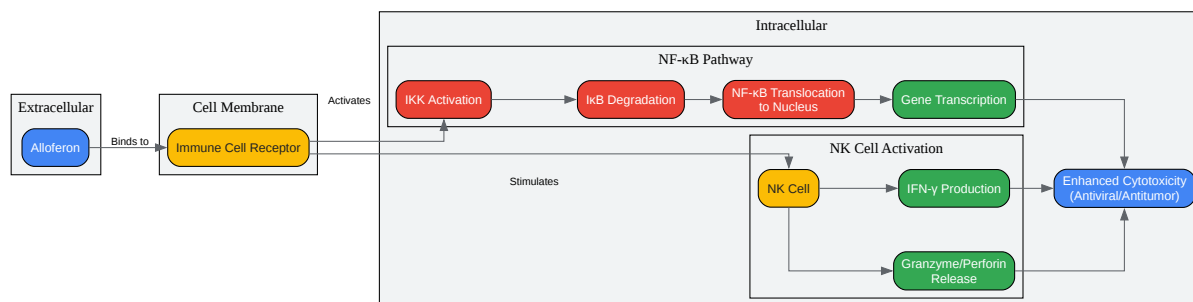 Intracellular
NF-κB Pathway
Extracellular
Cell Membrane
Activates
IKK Activation
IκB Degradation
NF-κB Translocation
to Nucleus
Gene Transcription
Alloferon
Binds to
Immune Cell Receptor
NK Cell Activation
Stimulates
NK Cell
IFN-γ Production
Enhanced Cytotoxicity
(Antiviral/Antitumor)
Granzyme/Perforin
Release